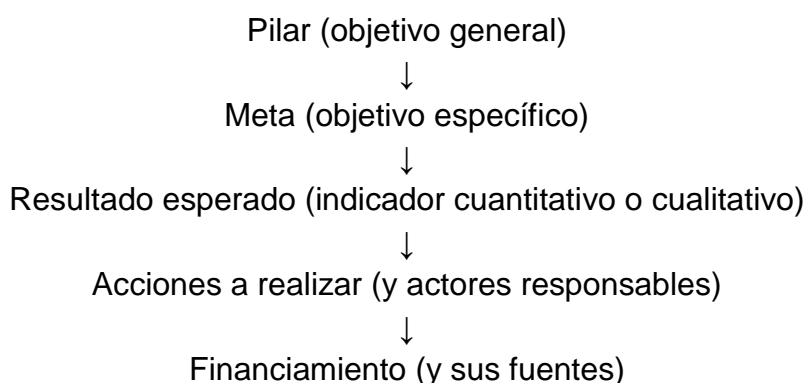 Pilar (objetivo general)
↓
Meta (objetivo específico)
↓
Resultado esperado (indicador cuantitativo o cualitativo)
↓
Acciones a realizar (y actores responsables)
↓
Financiamiento (y sus fuentes)